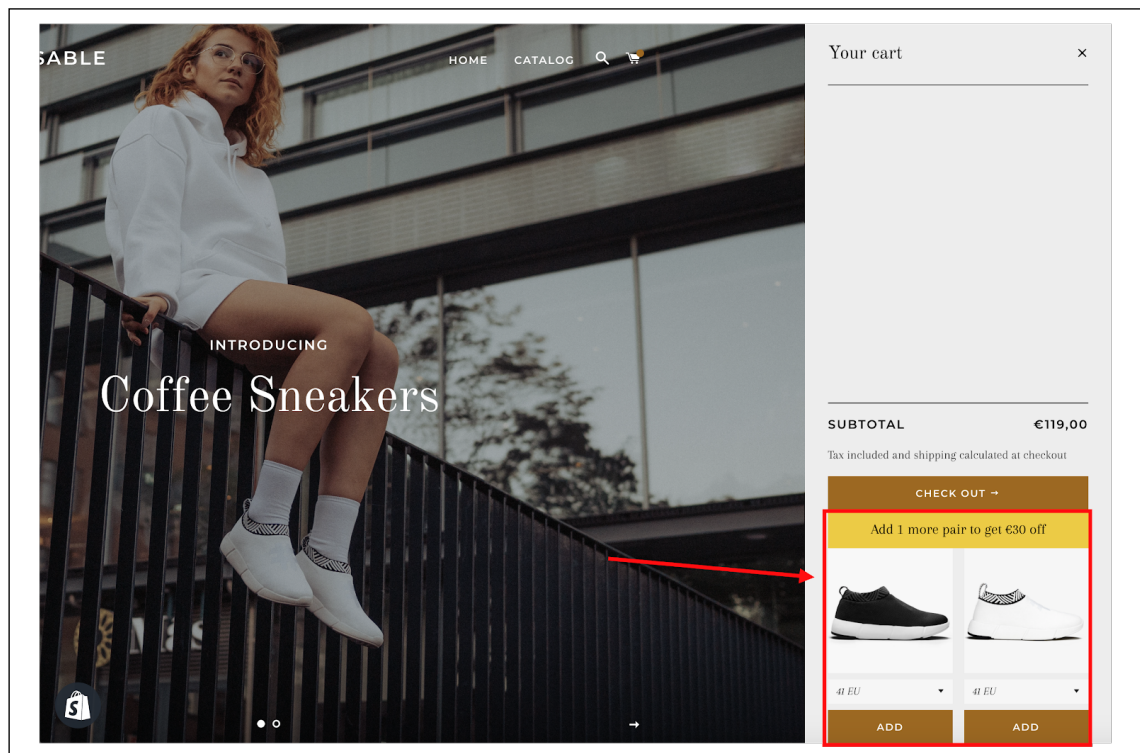 SABLE
HOME CATALOG
INTRODUCING
Coffee Sneakers
Your cart
SUBTOTAL €119,00
Tax included and shipping calculated at checkout
CHECK OUT →
Add 1 more pair to get €30 off
41 EU 41 EU
ADD ADD